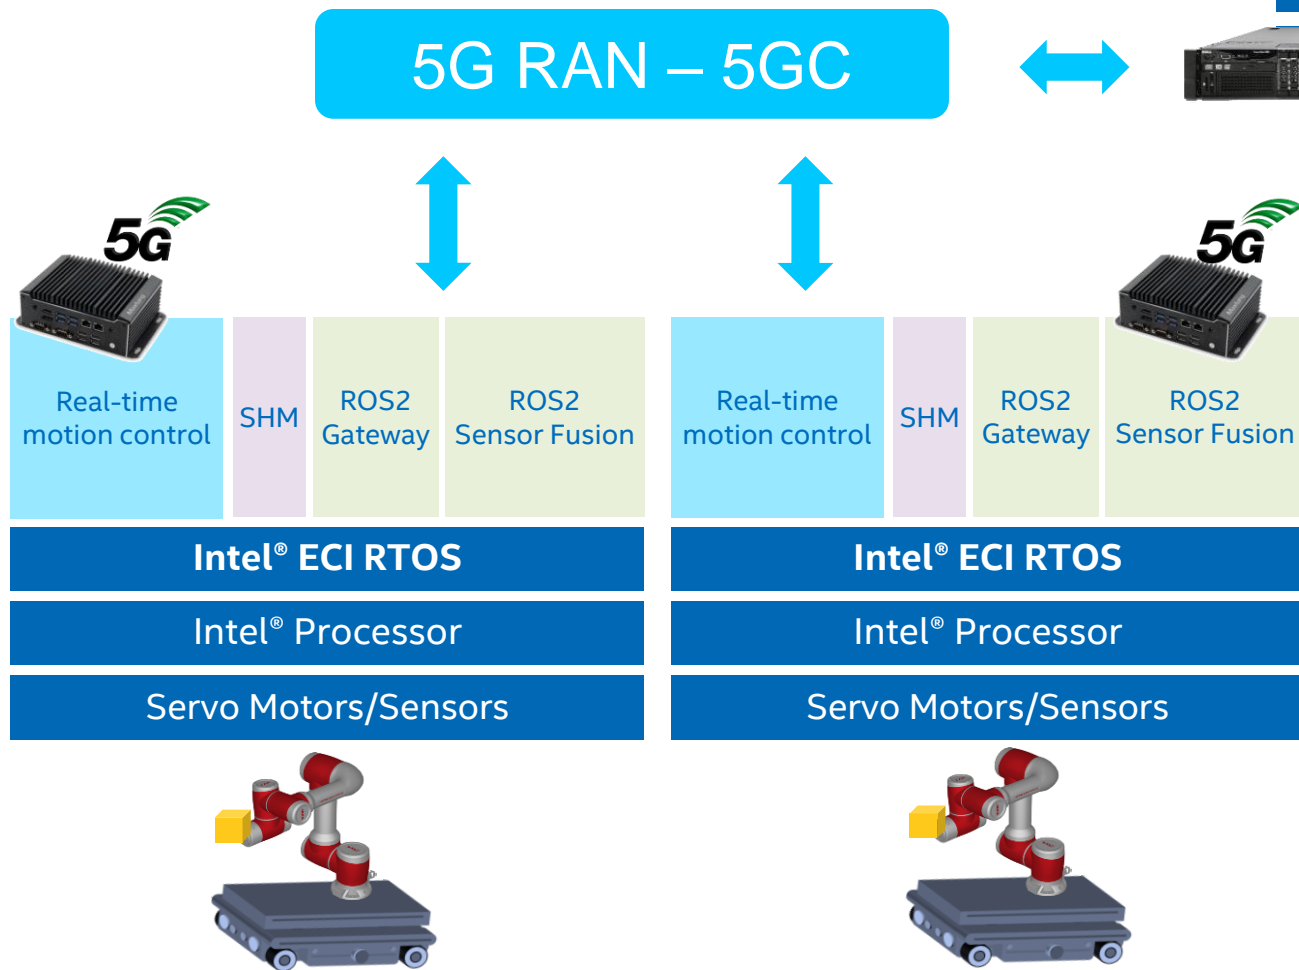 5G RAN – 5GC
5G
5G
Real-time
motion control
SHM
ROS2
Gateway
ROS2
Sensor Fusion
Real-time
motion control
SHM
ROS2
Gateway
ROS2
Sensor Fusion
Intel® ECI RTOS
Intel® ECI RTOS
Intel® Processor
Intel® Processor
Servo Motors/Sensors
Servo Motors/Sensors